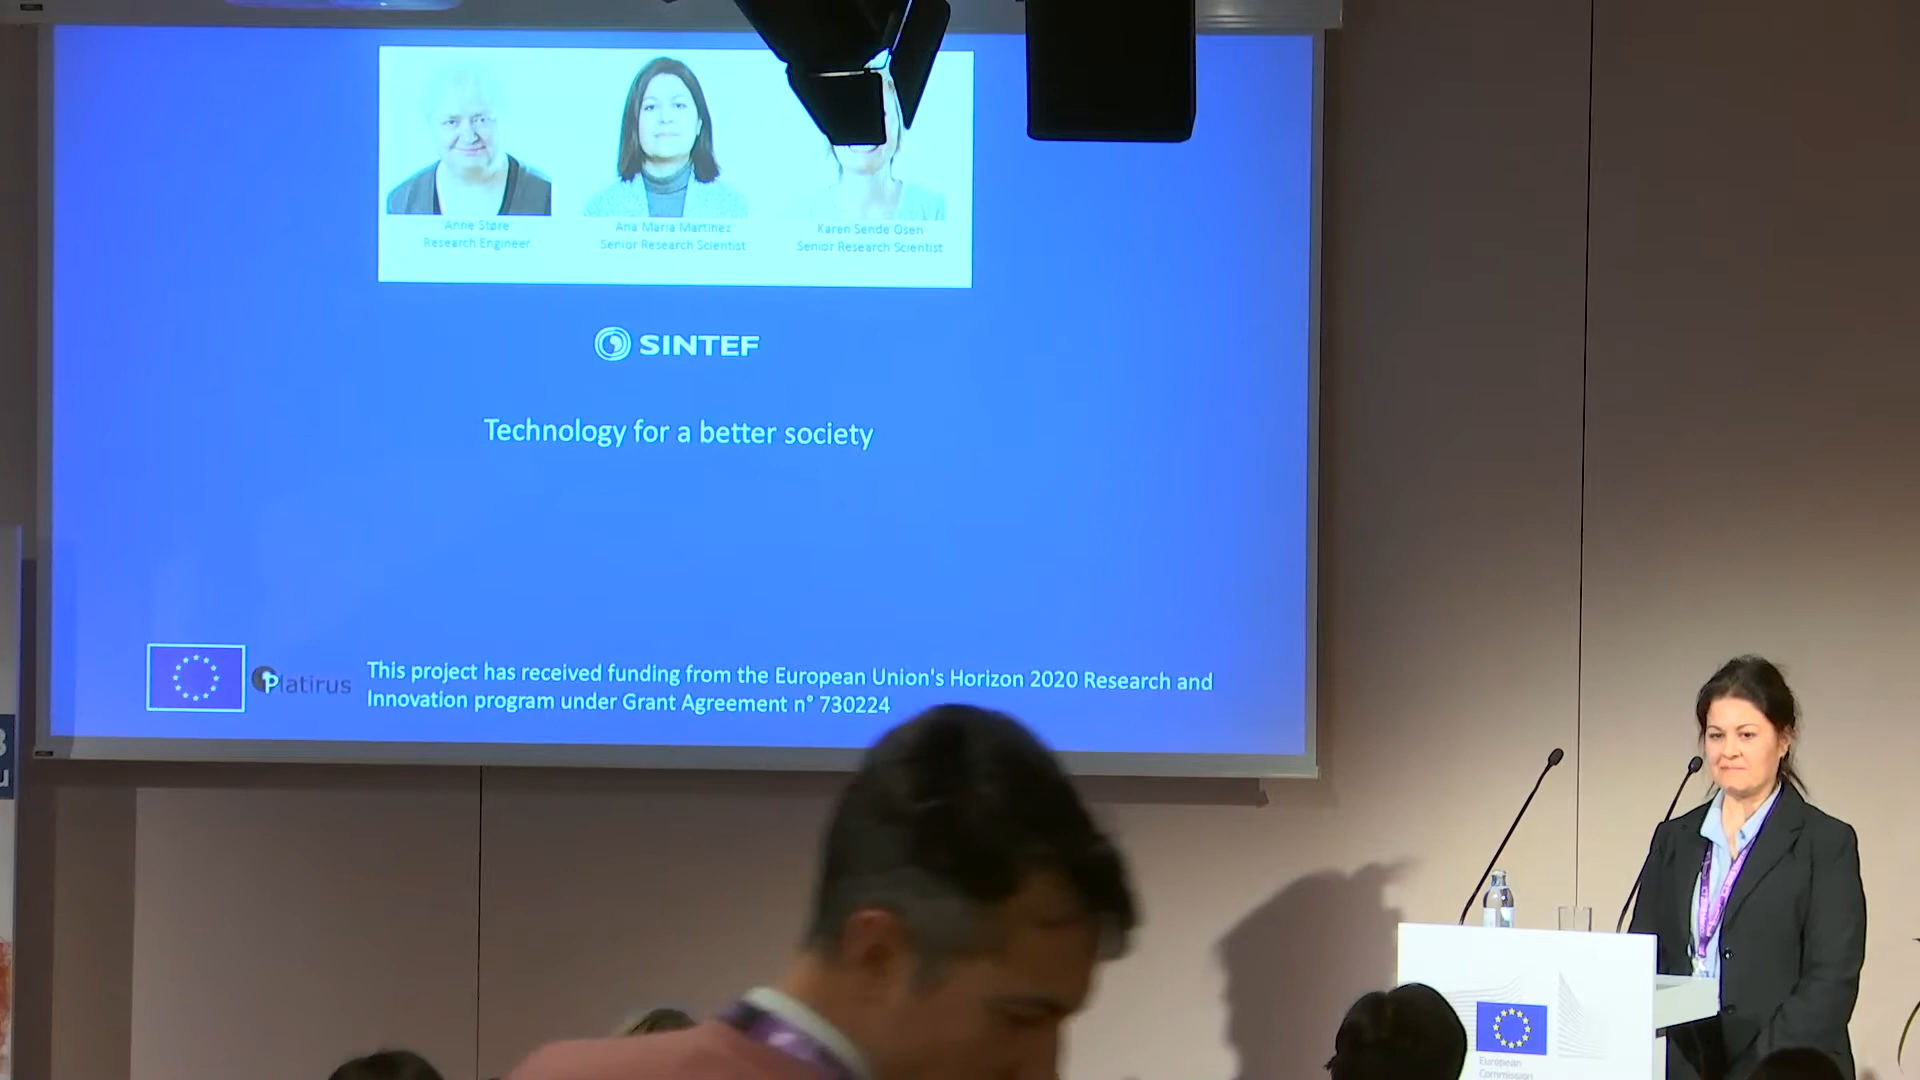 Anne Støre
Research Engineer
Ana Maria Martinez
Senior Research Scientist
Karen Sende Osen
Senior Research Scientist
SINTEF
Technology for a better society
Platirus
This project has received funding from the European Union's Horizon 2020 Research and
Innovation program under Grant Agreement n° 730224
European
Commission